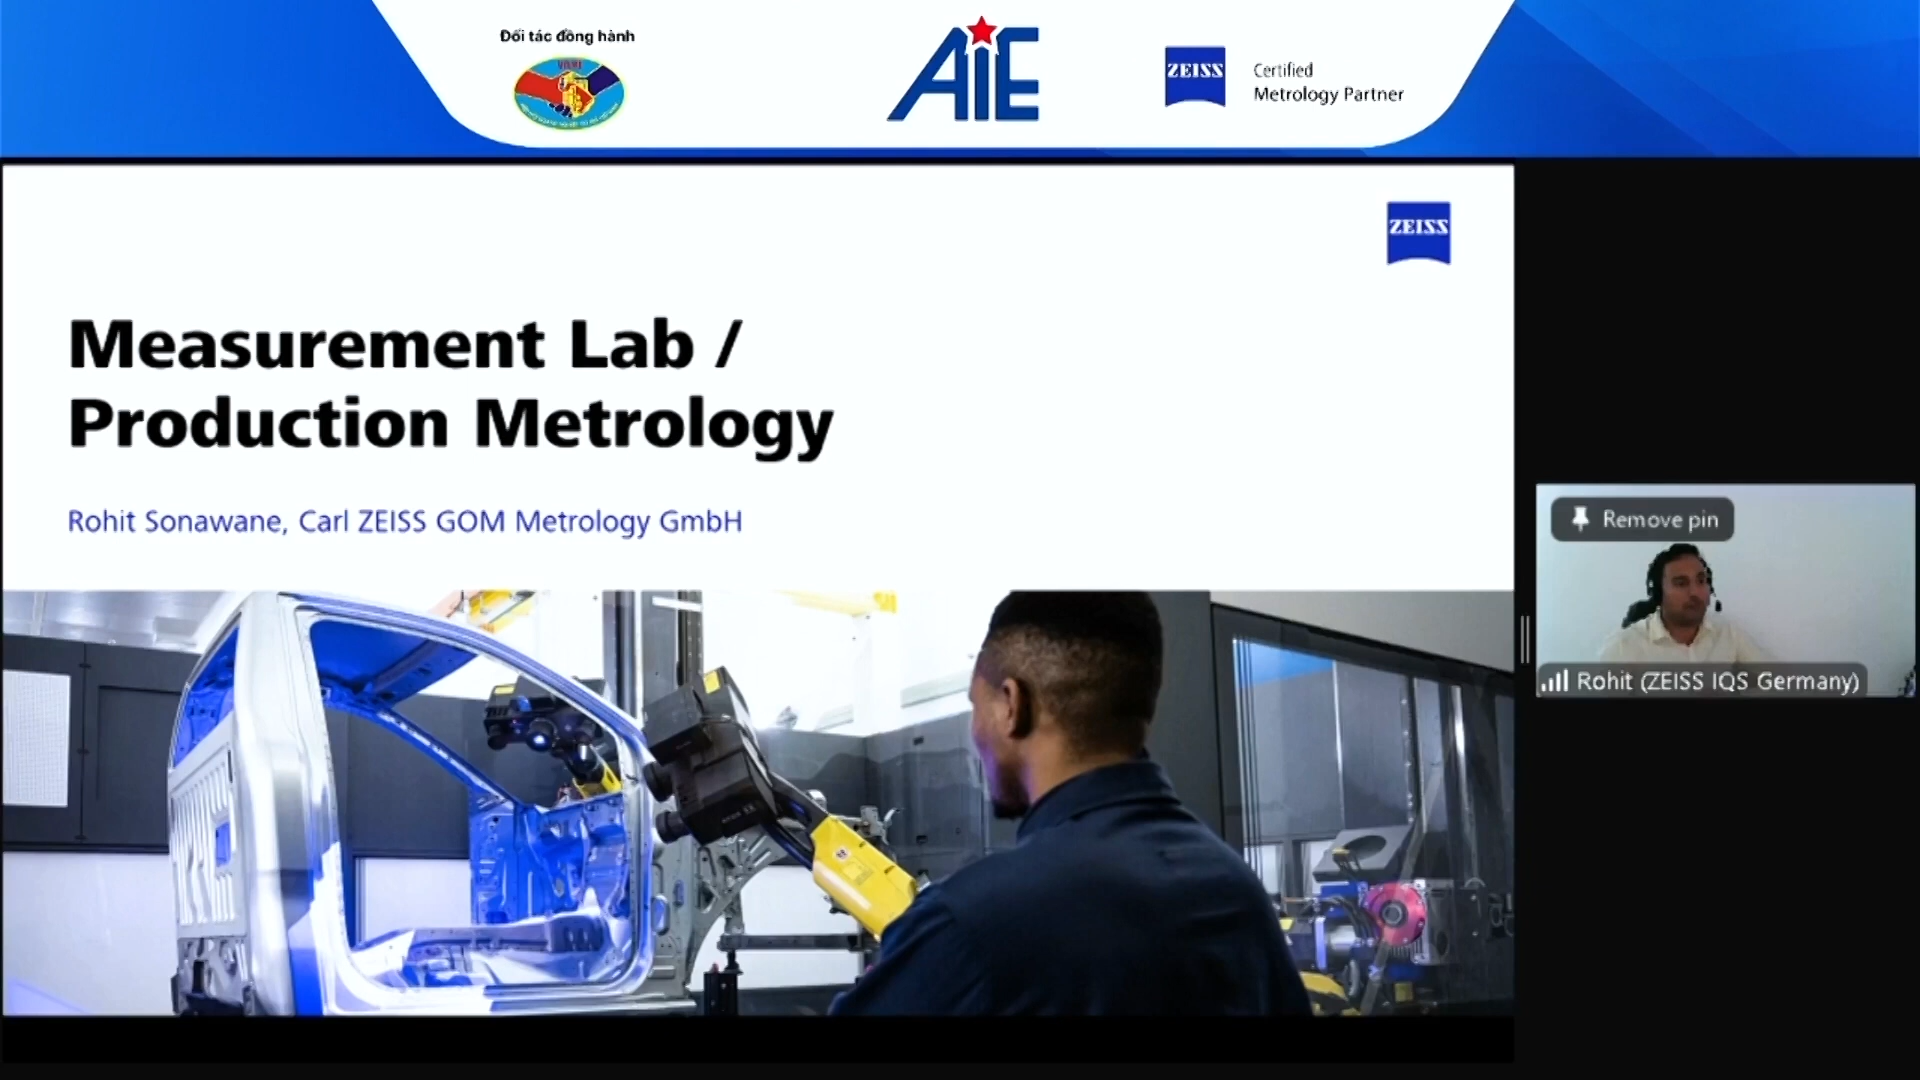 Đối tác đồng hành
AiE
ZEISS
Certified
Metrology Partner
ZEISS
Measurement Lab /
Production Metrology
Rohit Sonawane, Carl ZEISS GOM Metrology GmbH
Remove pin
Rohit (ZEISS IQS Germany)